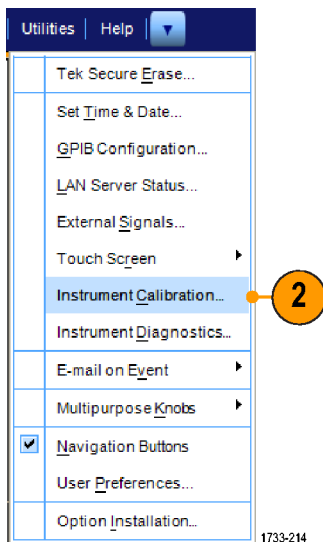 Utilities | Help
Tek Secure Erase...
Set Time & Date...
GPIB Configuration...
LAN Server Status...
External Signals...
Touch Screen
Instrument Calibration...
2
Instrument Diagnostics...
E-mail on Event
Multipurpose Knobs
Navigation Buttons
User Preferences...
Option Installation...
1733-214